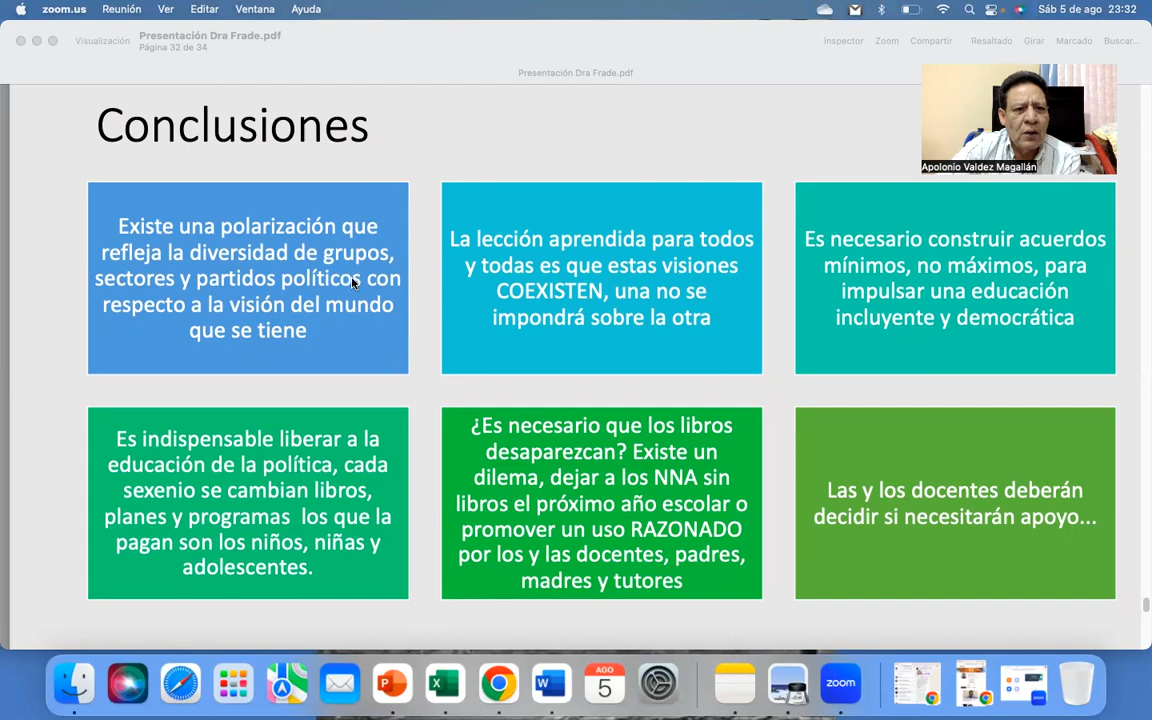 zoom.us Reunión Ver Editar Ventana Ayuda
Sáb 5 de ago 23:32
Visualización
Presentación Dra Frade.pdf
Página 32 de 34
Inspector Zoom Compartir Resaltado Girar Marcado Buscar...
Presentación Dra Frade.pdf
Apolonio Valdez Magallán
Conclusiones
Existe una polarización que
refleja la diversidad de grupos,
sectores y partidos políticos con
respecto a la visión del mundo
que se tiene
La lección aprendida para todos
y todas es que estas visiones
COEXISTEN, una no se
impondrá sobre la otra
Es necesario construir acuerdos
mínimos, no máximos, para
impulsar una educación
incluyente y democrática
Es indispensable liberar a la
educación de la política, cada
sexenio se cambian libros,
planes y programas los que la
pagan son los niños, niñas y
adolescentes.
¿Es necesario que los libros
desaparezcan? Existe un
dilema, dejar a los NNA sin
libros el próximo año escolar o
promover un uso RAZONADO
por los y las docentes, padres,
madres y tutores
Las y los docentes deberán
decidir si necesitarán apoyo...
AGO
5
zoom